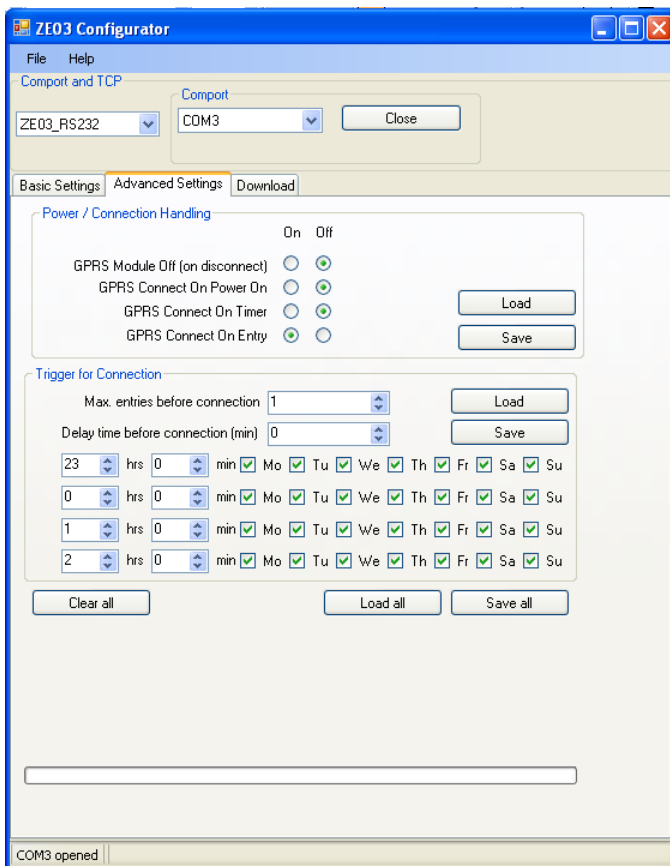 ZE03 Configurator
File Help
Comport and TCP
Comport
ZE03_RS232 COM3 Close
Basic Settings Advanced Settings Download
Power / Connection Handling
On Off
GPRS Module Off (on disconnect)
GPRS Connect On Power On
GPRS Connect On Timer Load
GPRS Connect On Entry Save
Trigger for Connection
Max. entries before connection 1 Load
Delay time before connection (min) 0 Save
23 hrs 0 min Mo Tu We Th Fr Sa Su
0 hrs 0 min Mo Tu We Th Fr Sa Su
1 hrs 0 min Mo Tu We Th Fr Sa Su
2 hrs 0 min Mo Tu We Th Fr Sa Su
Clear all Load all Save all
COM3 opened